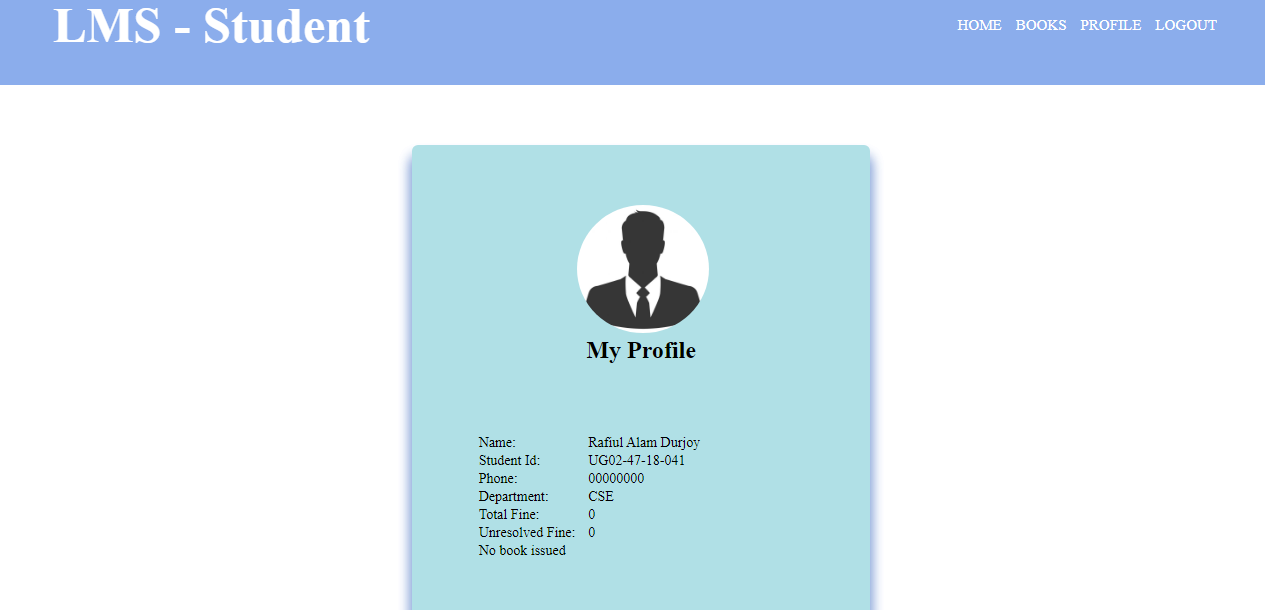 LMS - Student
HOME BOOKS PROFILE LOGOUT
My Profile
Name: Rafiul Alam Durjoy
Student Id: UG02-47-18-041
Phone: 00000000
Department: CSE
Total Fine: 0
Unresolved Fine: 0
No book issued